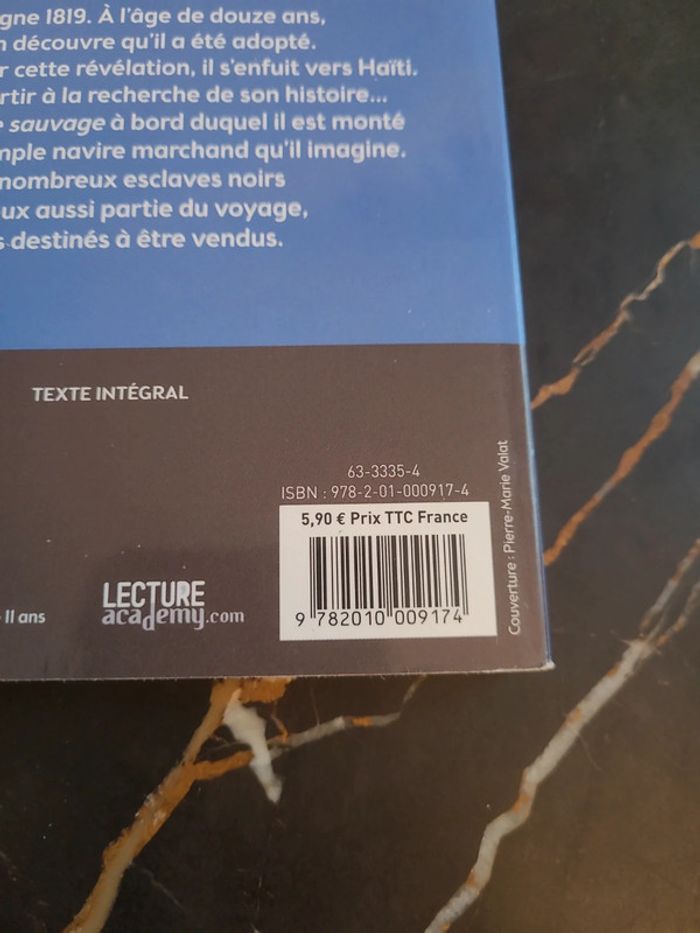 gne 1819. À l'âge de douze ans,
n découvre qu'il a été adopté.
r cette révélation, il s'enfuit vers Haïti.
rtir à la recherche de son histoire...
e sauvage à bord duquel il est monté
mple navire marchand qu'il imagine.
nombreux esclaves noirs
ux aussi partie du voyage,
s destinés à être vendus.
TEXTE INTÉGRAL
63-3335-4
ISBN : 978-2-01-000917-4
5,90 € Prix TTC France
9 782010 009174
11 ans
LECTURE
academy.com
Couverture : Pierre-Marie Valat